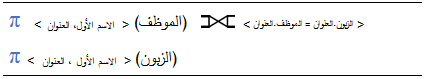 π < الاسم الأول، العنوان > (الموظف) ⋈ < الزبون.العنوان = الموظف.العنوان >
π < الاسم الأول ، العنوان > (الزبون)